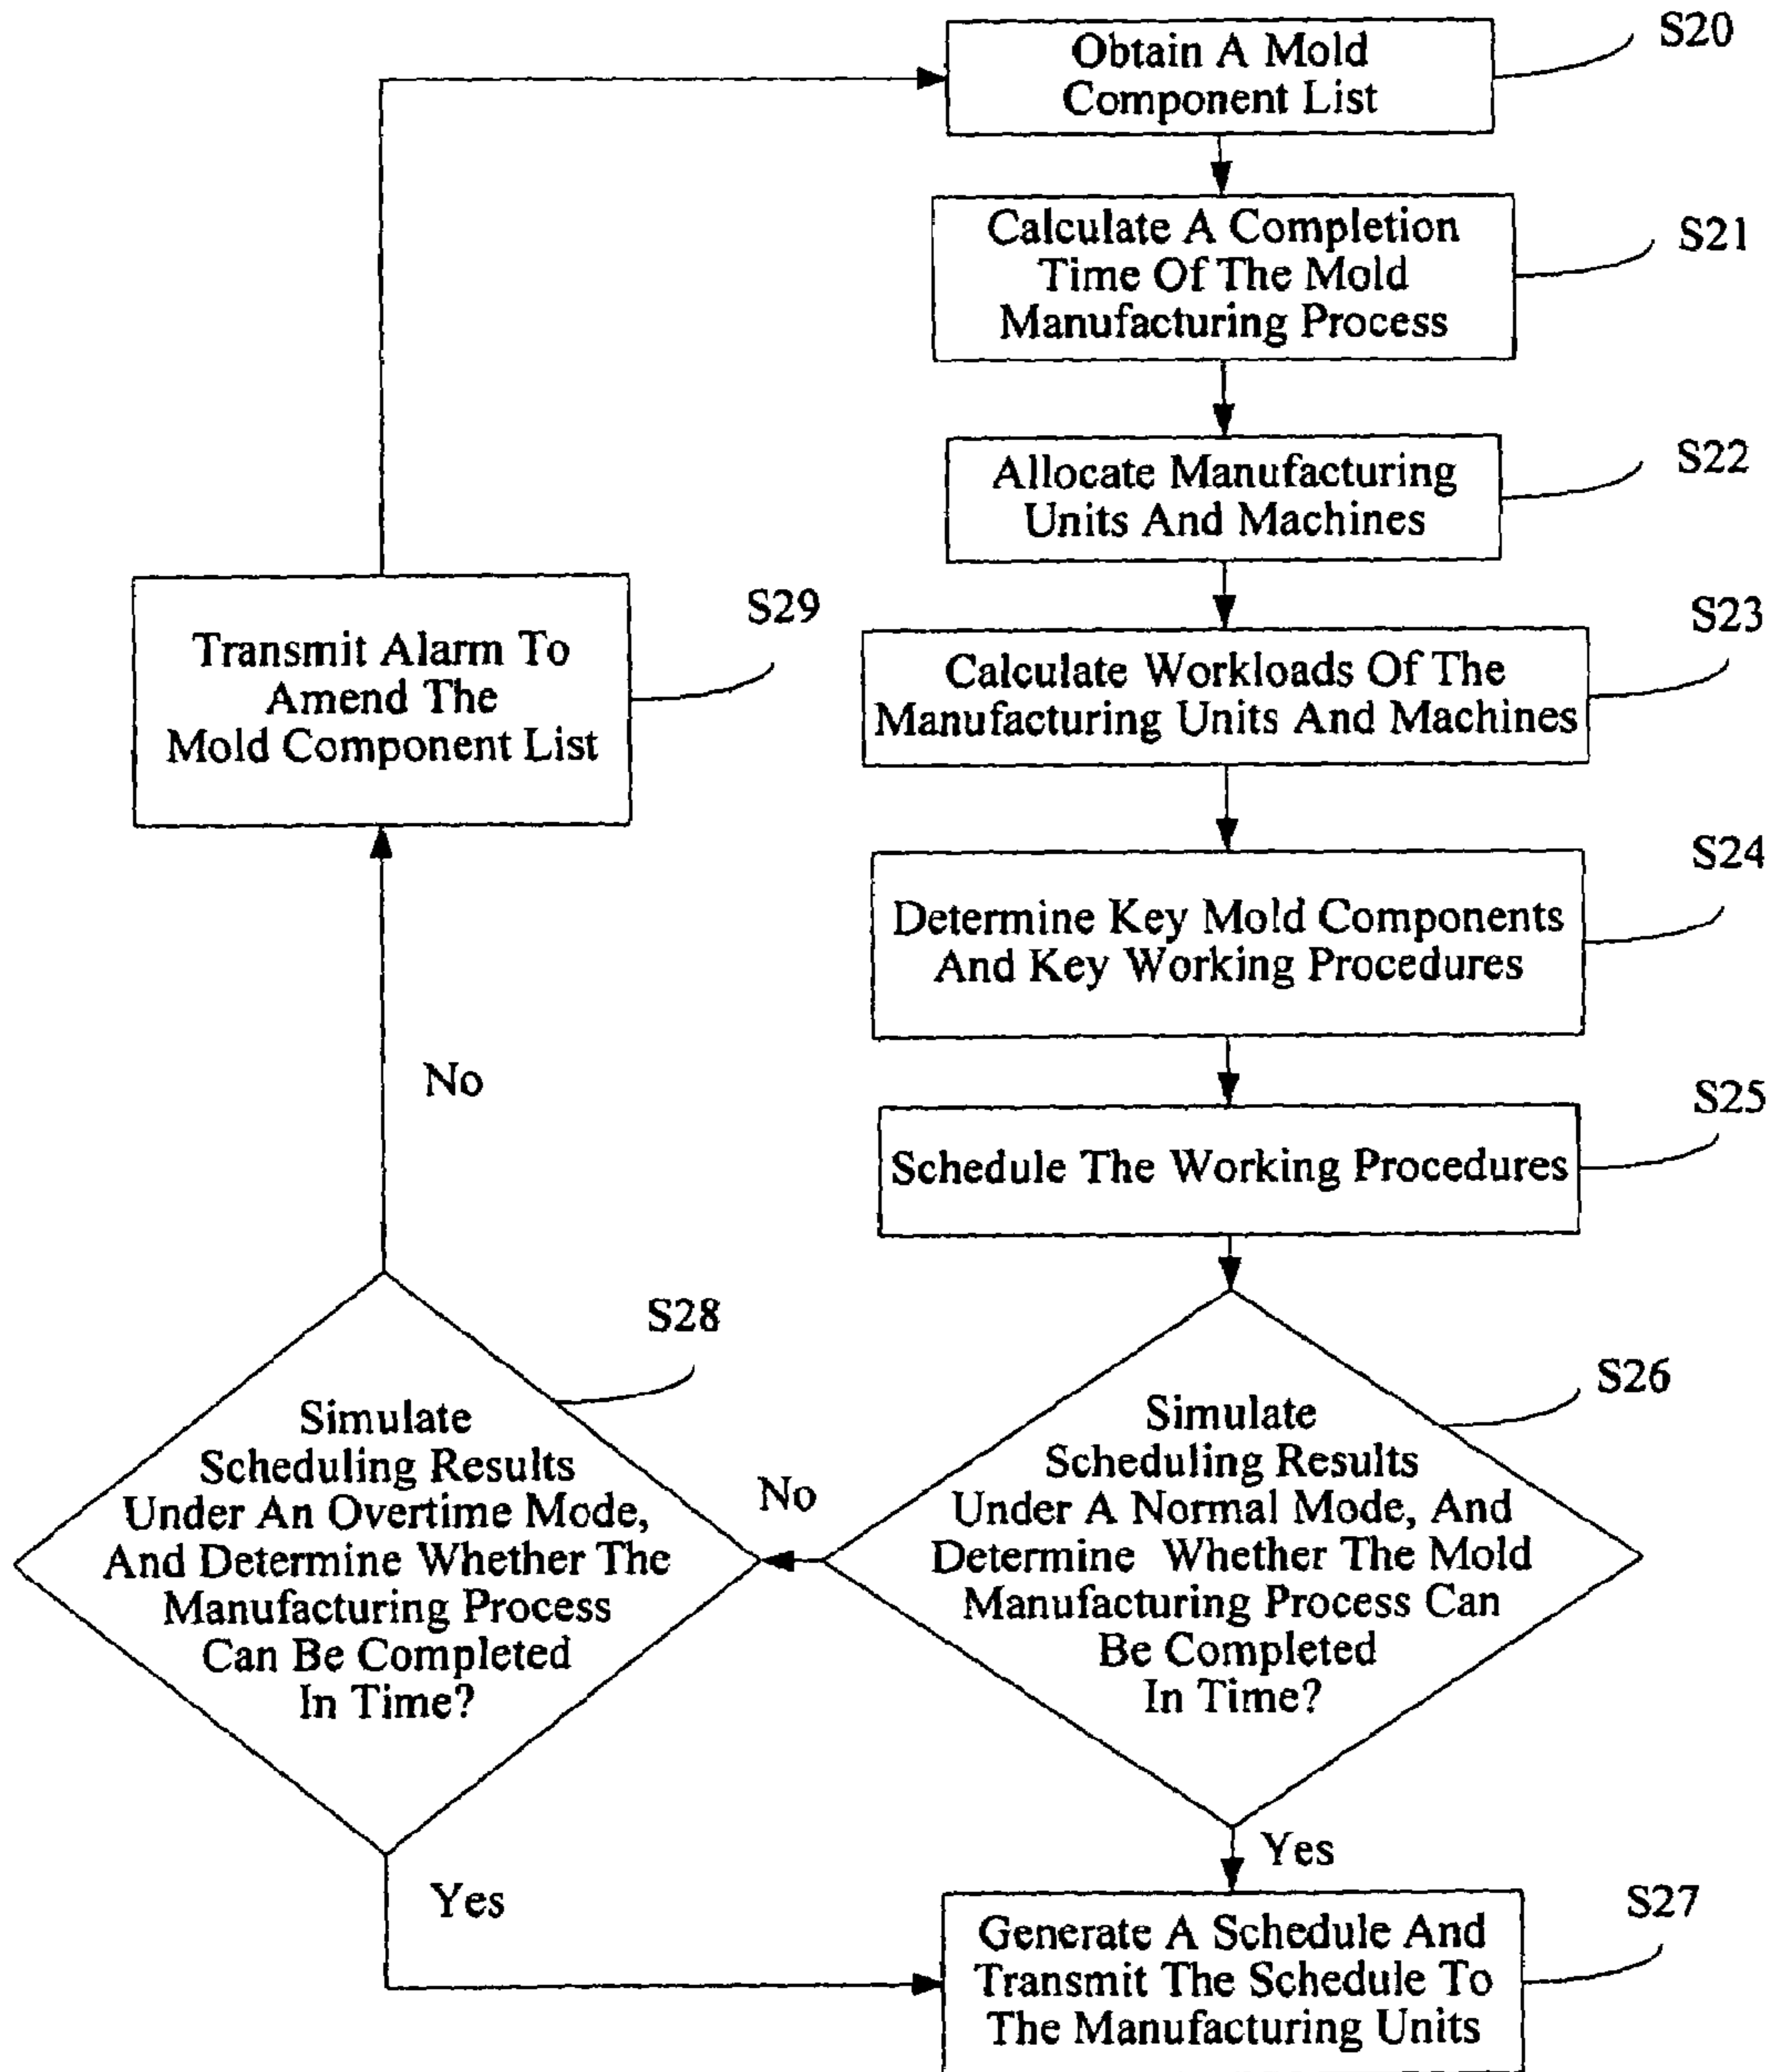 S20
Obtain A Mold
Component List
S21
Calculate A Completion
Time Of The Mold
Manufacturing Process
S22
Allocate Manufacturing
Units And Machines
S23
Calculate Workloads Of The
Manufacturing Units And Machines
S24
Determine Key Mold Components
And Key Working Procedures
S25
Schedule The Working Procedures
S26
Simulate
Scheduling Results
Under A Normal Mode, And
Determine Whether The Mold
Manufacturing Process Can
Be Completed
In Time?
No
Yes
S28
Simulate
Scheduling Results
Under An Overtime Mode,
And Determine Whether The
Manufacturing Process
Can Be Completed
In Time?
No
Yes
S29
Transmit Alarm To
Amend The
Mold Component List
S27
Generate A Schedule And
Transmit The Schedule To
The Manufacturing Units